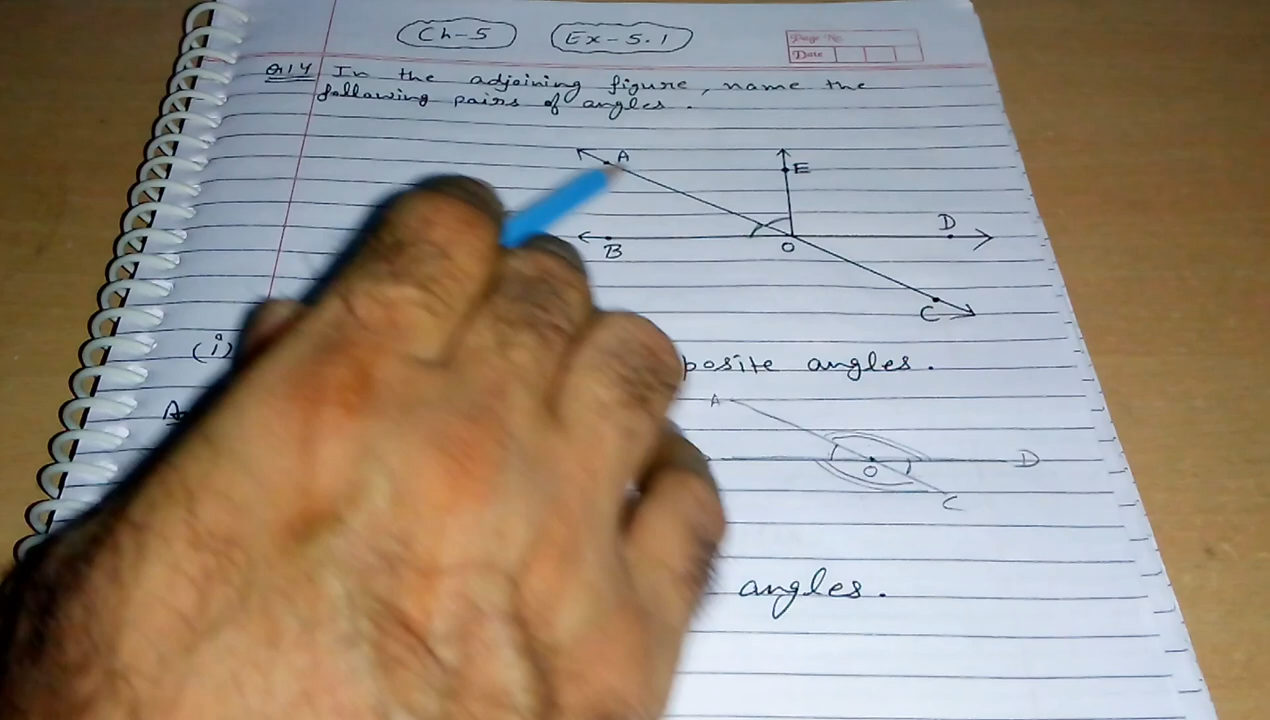 Ch-5 Ex-5.1
Page No.
Date
Q14 In the adjoining figure, name the
following pairs of angles.
A E
D
B O
C
(i) posite angles.
A
O D
C
angles.